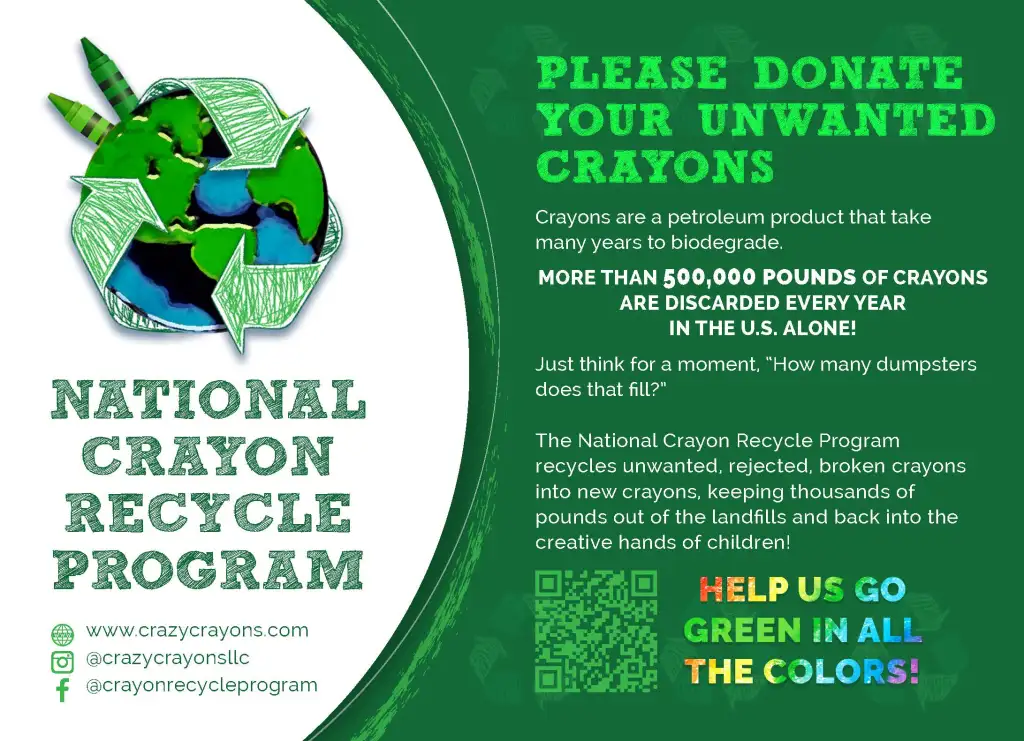 NATIONAL
CRAYON
RECYCLE
PROGRAM
www.crazycrayons.com
@crazycrayonsllc
@crayonrecycleprogram
PLEASE DONATE
YOUR UNWANTED
CRAYONS
Crayons are a petroleum product that take
many years to biodegrade.
MORE THAN 500,000 POUNDS OF CRAYONS
ARE DISCARDED EVERY YEAR
IN THE U.S. ALONE!
Just think for a moment, "How many dumpsters
does that fill?"
The National Crayon Recycle Program
recycles unwanted, rejected, broken crayons
into new crayons, keeping thousands of
pounds out of the landfills and back into the
creative hands of children!
HELP US GO
GREEN IN ALL
THE COLORS!